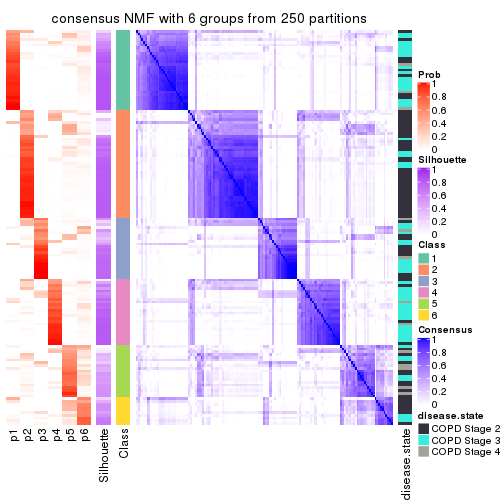 consensus NMF with 6 groups from 250 partitions
p1
p2
p3
p4
p5
p6
Silhouette
Class
disease.state
Prob
1
0.8
0.6
0.4
0.2
0
Silhouette
1
0.8
0.6
0.4
0.2
0
Class
1
2
3
4
5
6
Consensus
1
0.8
0.6
0.4
0.2
0
disease.state
COPD Stage 2
COPD Stage 3
COPD Stage 4